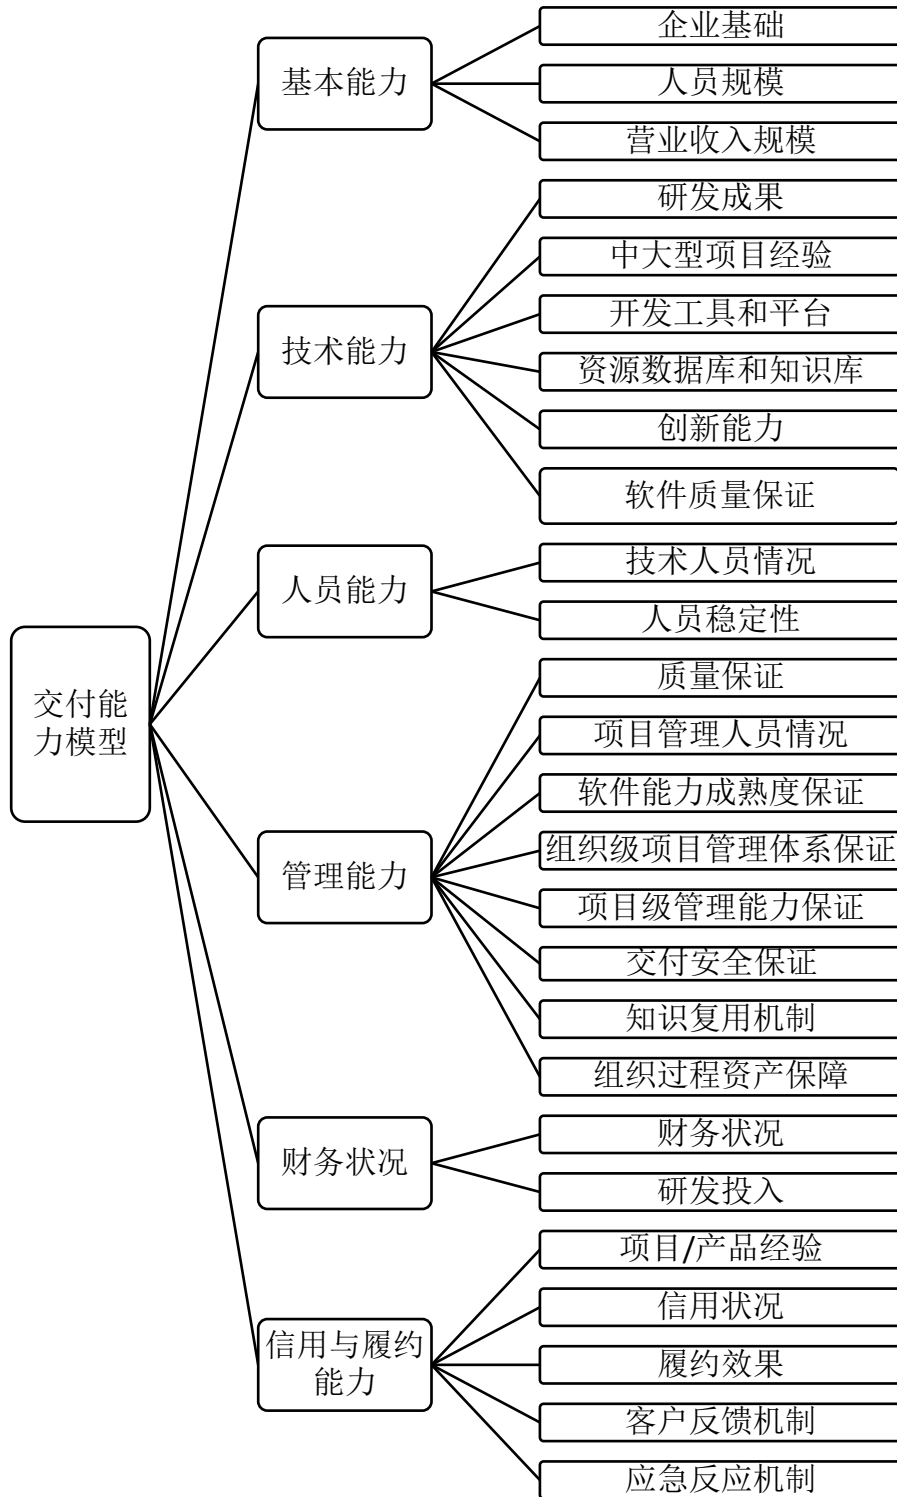 交付能
力模型
基本能力
企业基础
人员规模
营业收入规模
技术能力
研发成果
中大型项目经验
开发工具和平台
资源数据库和知识库
创新能力
软件质量保证
人员能力
技术人员情况
人员稳定性
管理能力
质量保证
项目管理人员情况
软件能力成熟度保证
组织级项目管理体系保证
项目级管理能力保证
交付安全保证
知识复用机制
组织过程资产保障
财务状况
财务状况
研发投入
信用与履约
能力
项目/产品经验
信用状况
履约效果
客户反馈机制
应急反应机制